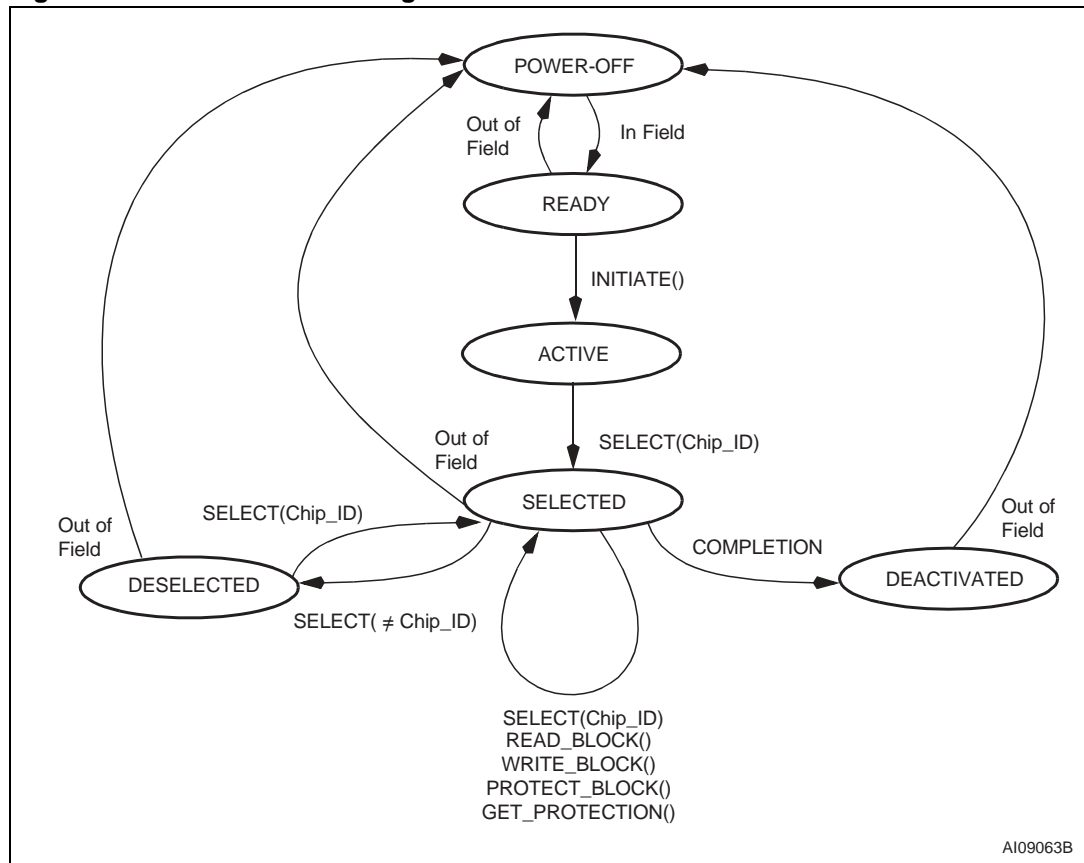 POWER-OFF
Out of
Field
In Field
READY
INITIATE()
ACTIVE
SELECT(Chip_ID)
Out of
Field
SELECTED
SELECT(Chip_ID)
Out of
Field
DESELECTED
SELECT( ≠ Chip_ID)
COMPLETION
Out of
Field
DEACTIVATED
SELECT(Chip_ID)
READ_BLOCK()
WRITE_BLOCK()
PROTECT_BLOCK()
GET_PROTECTION()
AI09063B